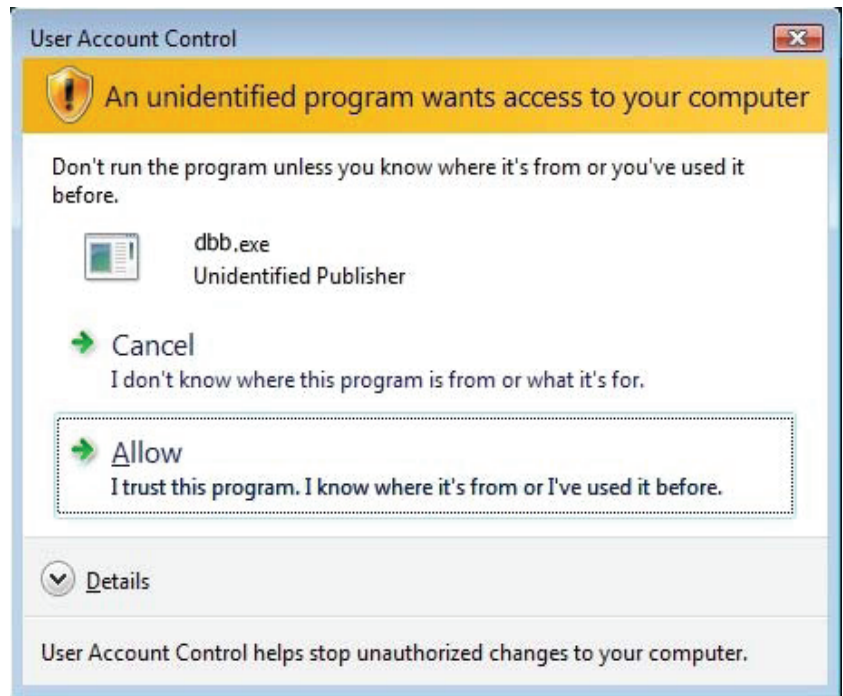 User Account Control
An unidentified program wants access to your computer
Don't run the program unless you know where it's from or you've used it
before.
dbb.exe
Unidentified Publisher
Cancel
I don't know where this program is from or what it's for.
Allow
I trust this program. I know where it's from or I've used it before.
Details
User Account Control helps stop unauthorized changes to your computer.